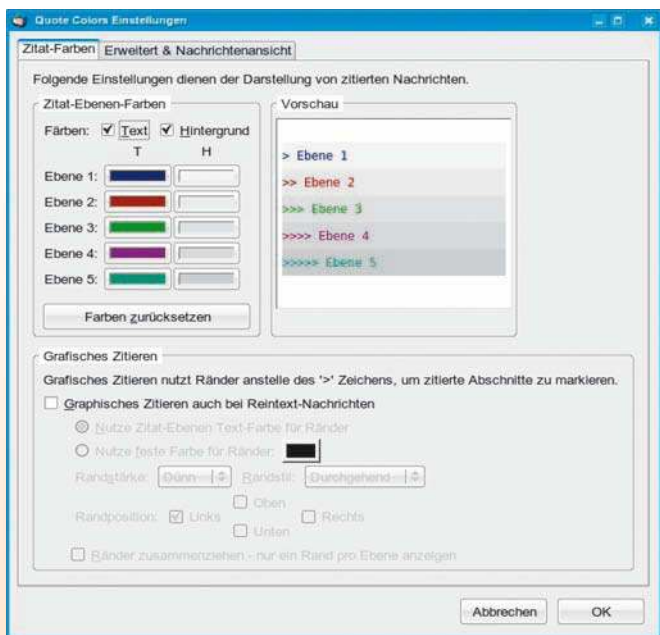 Quote Colors Einstellungen
Zitat-Farben Erweitert & Nachrichtenansicht
Folgende Einstellungen dienen der Darstellung von zitierten Nachrichten.
Zitat-Ebenen-Farben
Färben: Text Hintergrund
T H
Ebene 1:
Ebene 2:
Ebene 3:
Ebene 4:
Ebene 5:
Farben zurücksetzen
Vorschau
> Ebene 1
>> Ebene 2
>>> Ebene 3
>>>> Ebene 4
>>>>> Ebene 5
Grafisches Zitieren
Grafisches Zitieren nutzt Ränder anstelle des '>' Zeichens, um zitierte Abschnitte zu markieren.
Graphisches Zitieren auch bei Reintext-Nachrichten
Nutze Zitat-Ebenen Text-Farbe für Ränder
Nutze feste Farbe für Ränder:
Randstärke: Dünn Randstil: Durchgehend
Oben
Randposition: Links Rechts
Unten
Ränder zusammenziehen - nur ein Rand pro Ebene anzeigen
Abbrechen OK